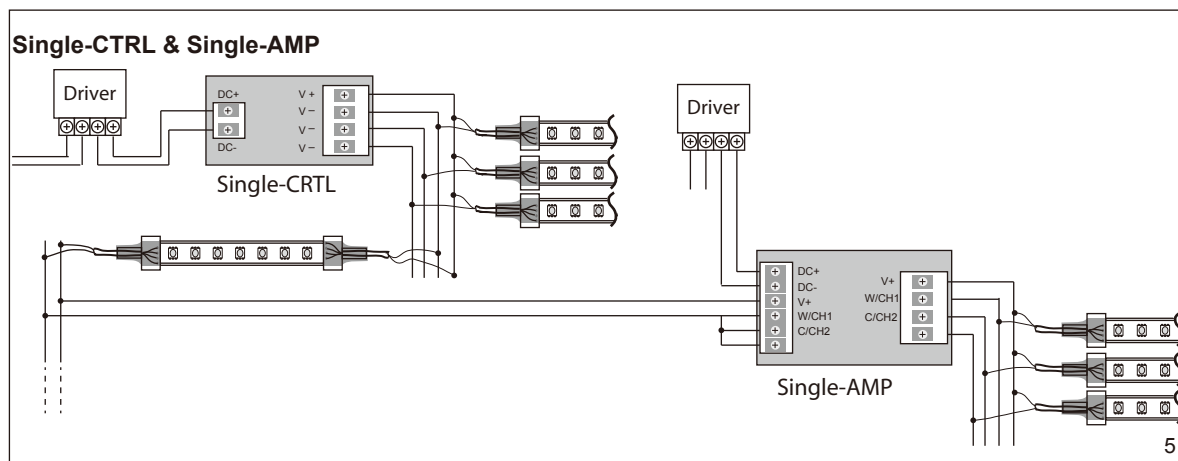 Single-CTRL & Single-AMP
Driver
DC+
DC-
V +
V –
V –
V –
Single-CRTL
Driver
DC+
DC-
V+
W/CH1
C/CH2
V+
W/CH1
C/CH2
Single-AMP
5